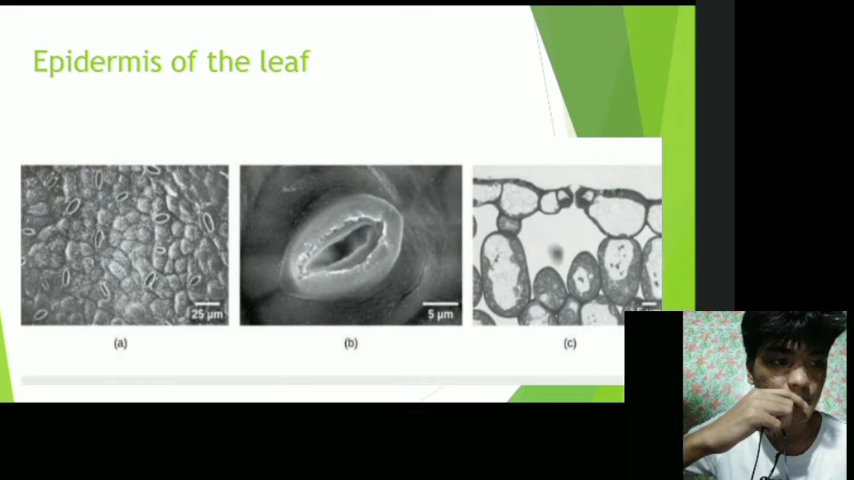 Epidermis of the leaf
25 μm
5 μm
(a)
(b)
(c)